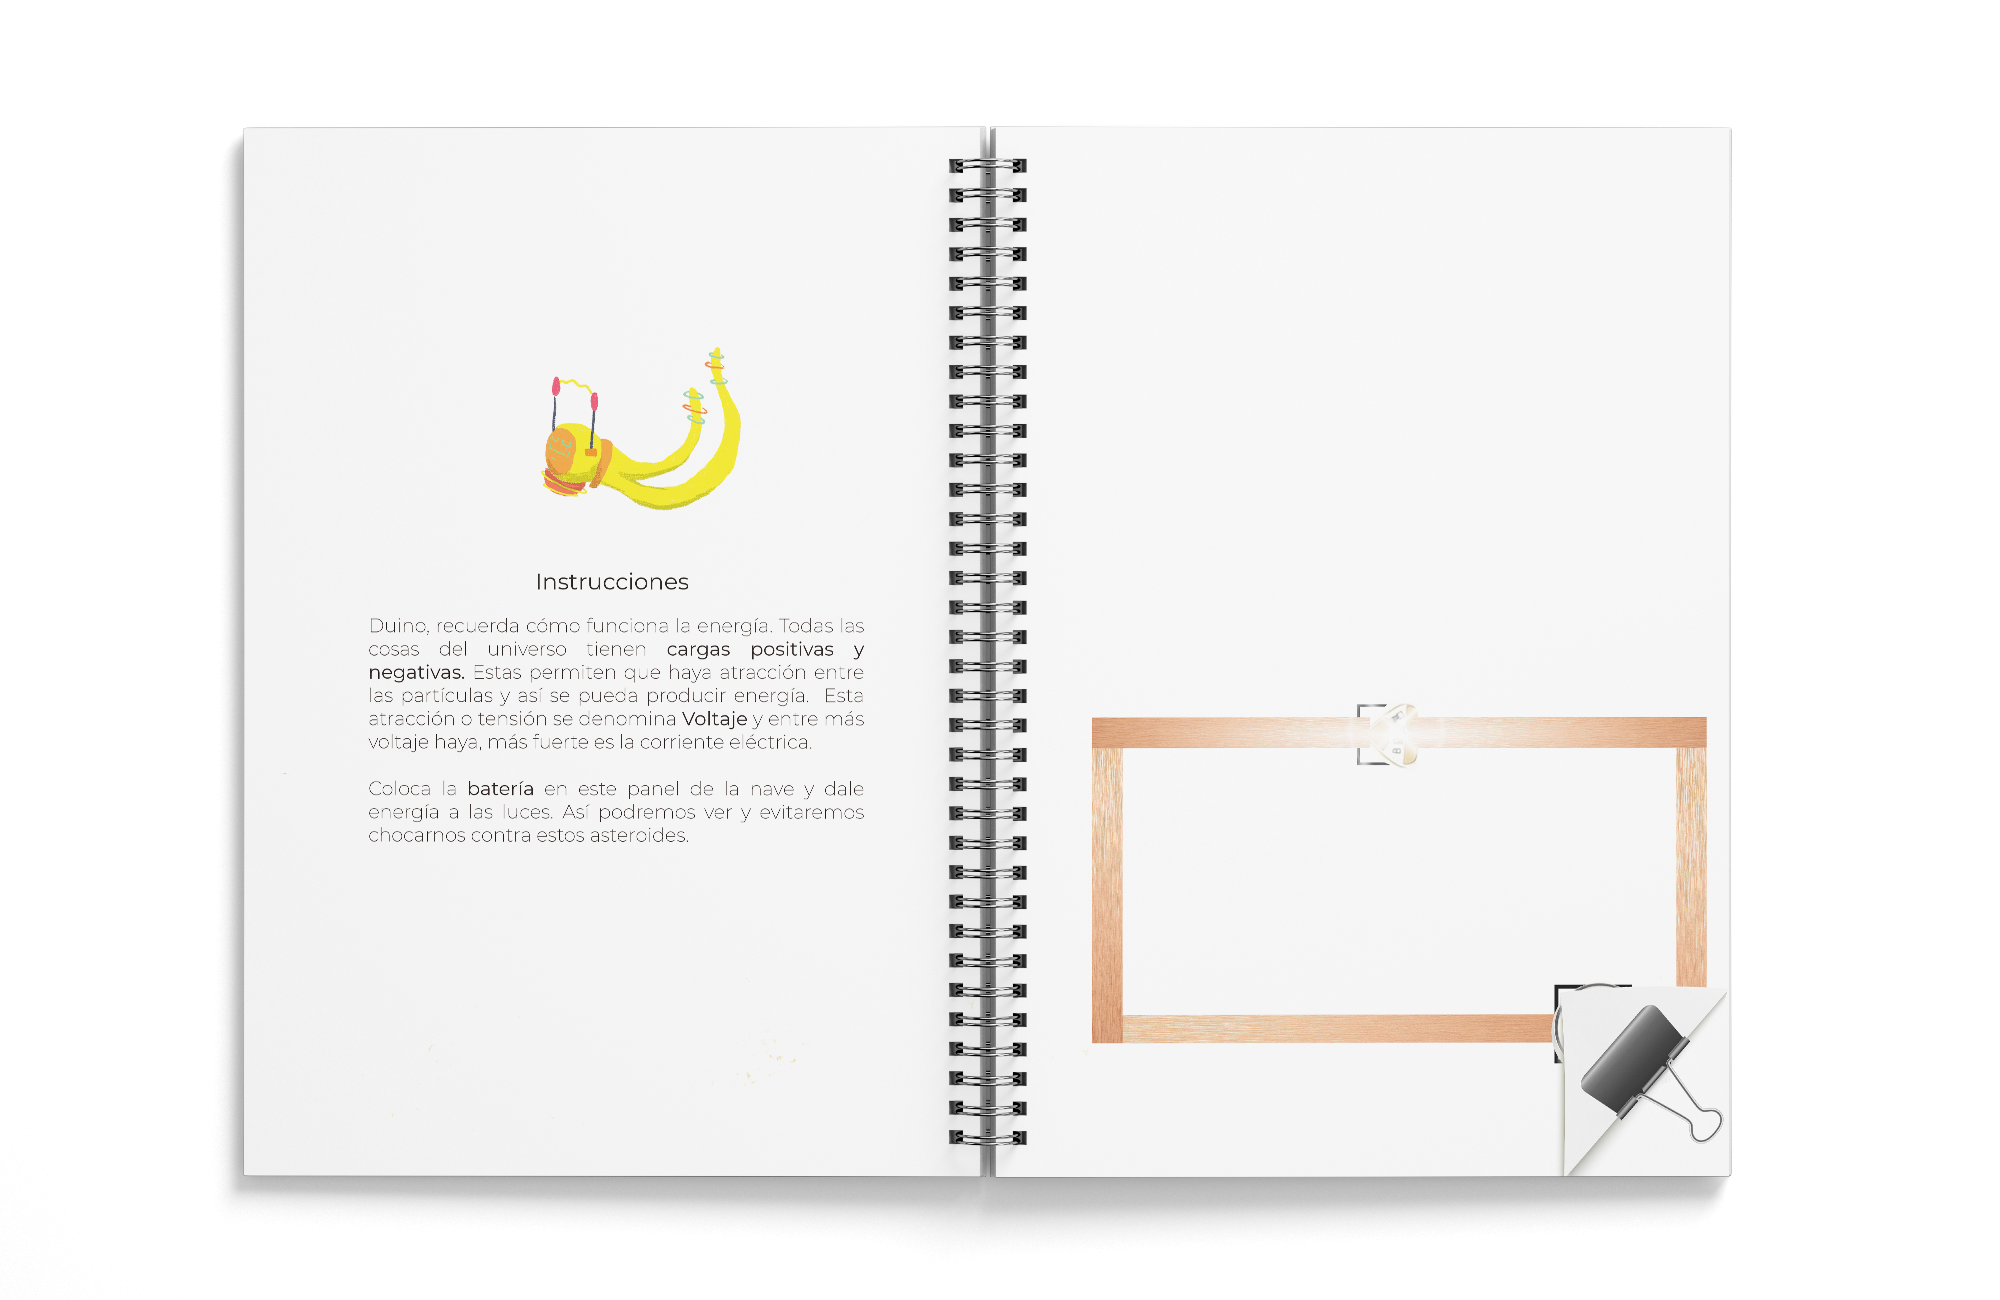 Instrucciones
Duino, recuerda cómo funciona la energía. Todas las
cosas del universo tienen cargas positivas y
negativas. Estas permiten que haya atracción entre
las partículas y así se pueda producir energía. Esta
atracción o tensión se denomina Voltaje y entre más
voltaje haya, más fuerte es la corriente eléctrica.
Coloca la batería en este panel de la nave y dale
energía a las luces. Así podremos ver y evitaremos
chocarnos contra estos asteroides.